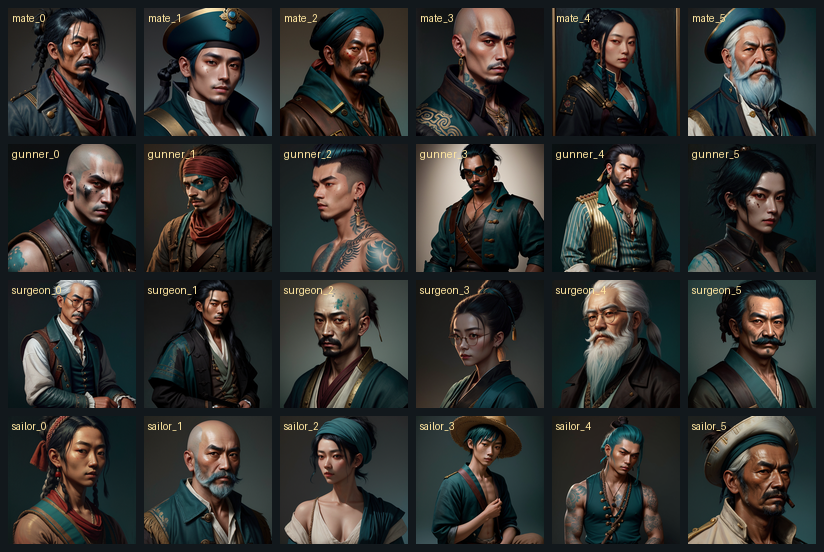 mate_0
mate_1
mate_2
mate_3
mate_4
mate_5
gunner_0
gunner_1
gunner_2
gunner_3
gunner_4
gunner_5
surgeon_0
surgeon_1
surgeon_2
surgeon_3
surgeon_4
surgeon_5
sailor_0
sailor_1
sailor_2
sailor_3
sailor_4
sailor_5